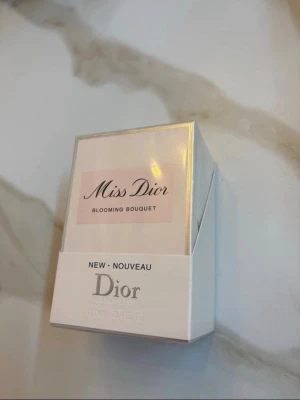 Miss Dior
BLOOMING BOUQUET
NEW • NOUVEAU
Dior